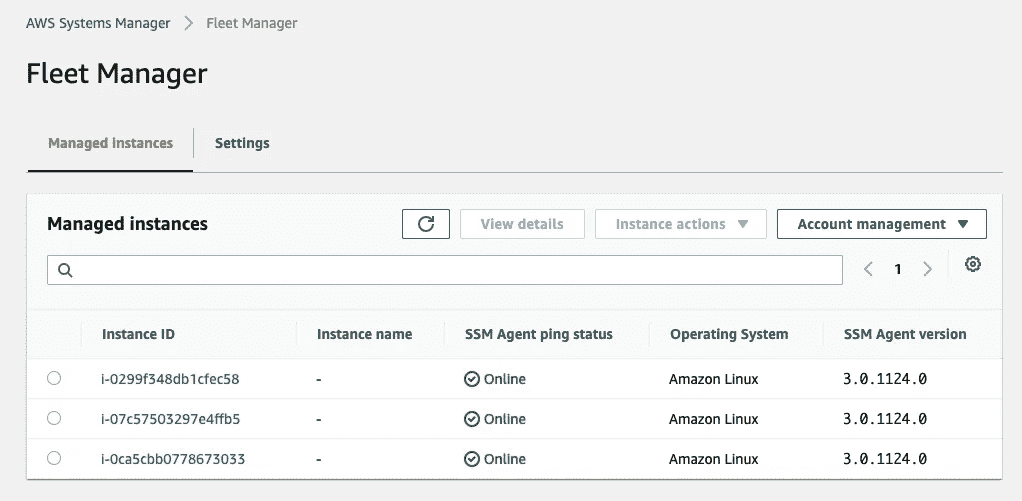 AWS Systems Manager > Fleet Manager
Fleet Manager
Managed instances Settings
Managed instances View details Instance actions Account management
1
Instance ID Instance name SSM Agent ping status Operating System SSM Agent version
i-0299f348db1cfec58 - Online Amazon Linux 3.0.1124.0
i-07c57503297e4ffb5 - Online Amazon Linux 3.0.1124.0
i-0ca5cbb0778673033 - Online Amazon Linux 3.0.1124.0